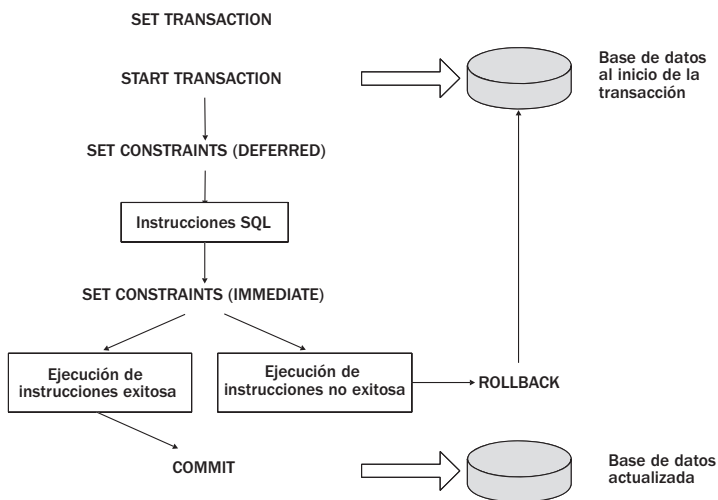 SET TRANSACTION
START TRANSACTION
Base de datos
al inicio de la
transacción
SET CONSTRAINTS (DEFERRED)
Instrucciones SQL
SET CONSTRAINTS (IMMEDIATE)
Ejecución de
instrucciones exitosa
Ejecución de
instrucciones no exitosa
ROLLBACK
COMMIT
Base de datos
actualizada